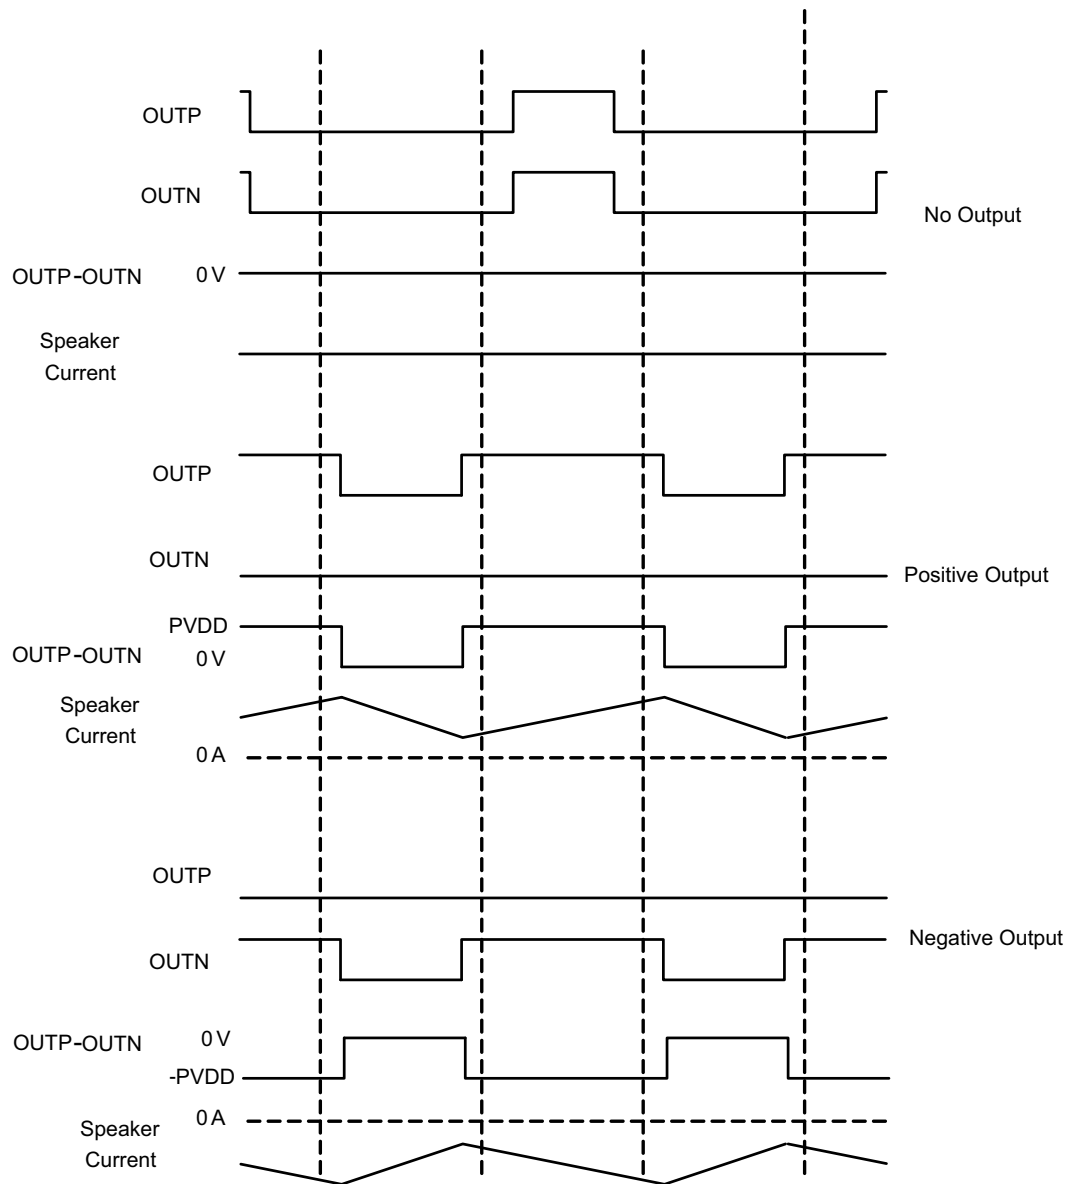 OUTP
OUTN
No Output
OUTP-OUTN 0 V
Speaker
Current
OUTP
OUTN
Positive Output
PVDD
OUTP-OUTN 0 V
Speaker
Current
0 A
OUTP
Negative Output
OUTN
OUTP-OUTN 0 V
-PVDD
0 A
Speaker
Current